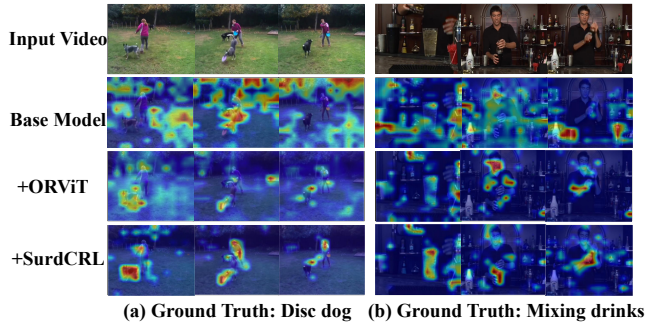 Input Video
Base Model
+ORViT
+SurdCRL
(a) Ground Truth: Disc dog (b) Ground Truth: Mixing drinks